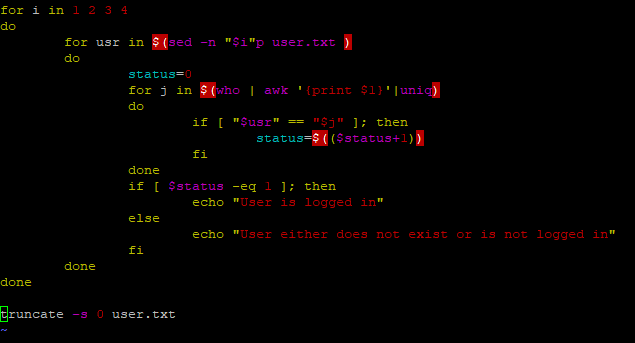 for i in 1 2 3 4
do
        for usr in $(sed -n "$i"p user.txt )
        do
                status=0
                for j in $(who | awk '{print $1}'|uniq)
                do
                        if [ "$usr" == "$j" ]; then
                                status=$(($status+1))
                        fi
                done
                if [ $status -eq 1 ]; then
                        echo "User is logged in"
                else
                        echo "User either does not exist or is not logged in"
                fi
        done
done
truncate -s 0 user.txt
~